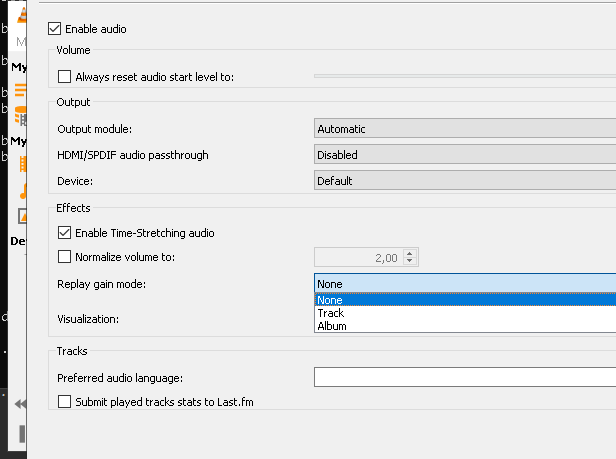 Enable audio
Volume
Always reset audio start level to:
Output
Output module: Automatic
HDMI/SPDIF audio passthrough Disabled
Device: Default
Effects
Enable Time-Stretching audio
Normalize volume to: 2,00
Replay gain mode: None
None
Track
Visualization:
Album
Tracks
Preferred audio language:
Submit played tracks stats to Last.fm
M
My
My
De